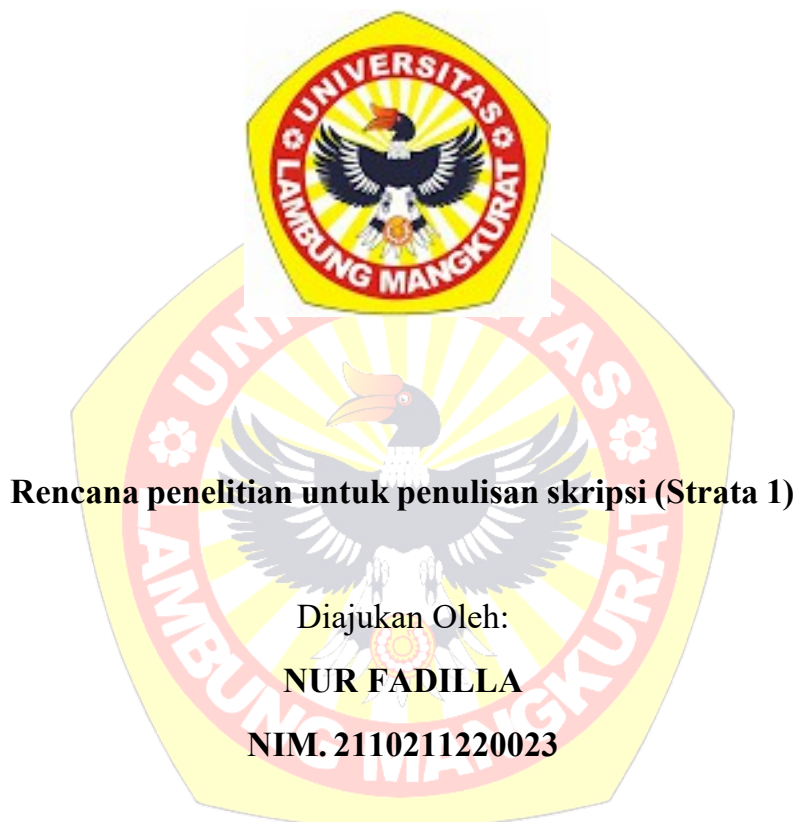 UNIVERSITAS
LAMBUNG MANGKURAT
Rencana penelitian untuk penulisan skripsi (Strata 1)
Diajukan Oleh:
NUR FADILLA
NIM. 2110211220023